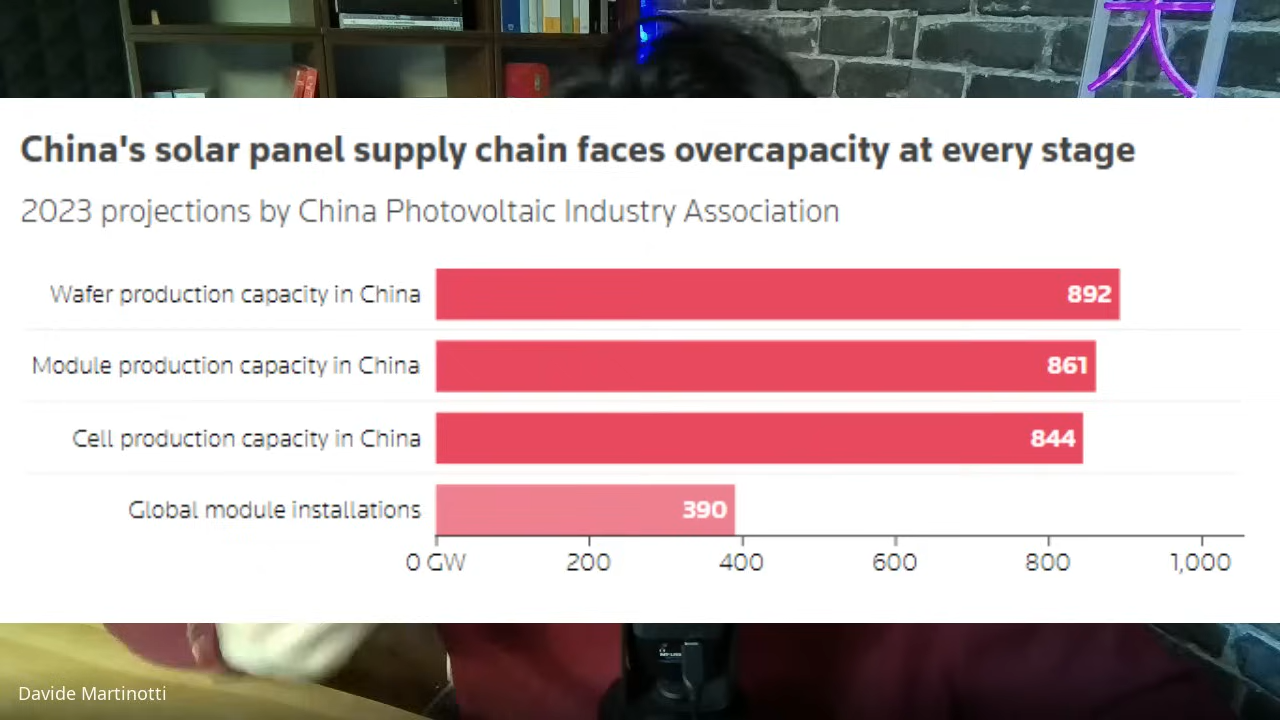 大
China's solar panel supply chain faces overcapacity at every stage
2023 projections by China Photovoltaic Industry Association
Wafer production capacity in China 892
Module production capacity in China 861
Cell production capacity in China 844
Global module installations 390
0 GW 200 400 600 800 1,000
Davide Martinotti